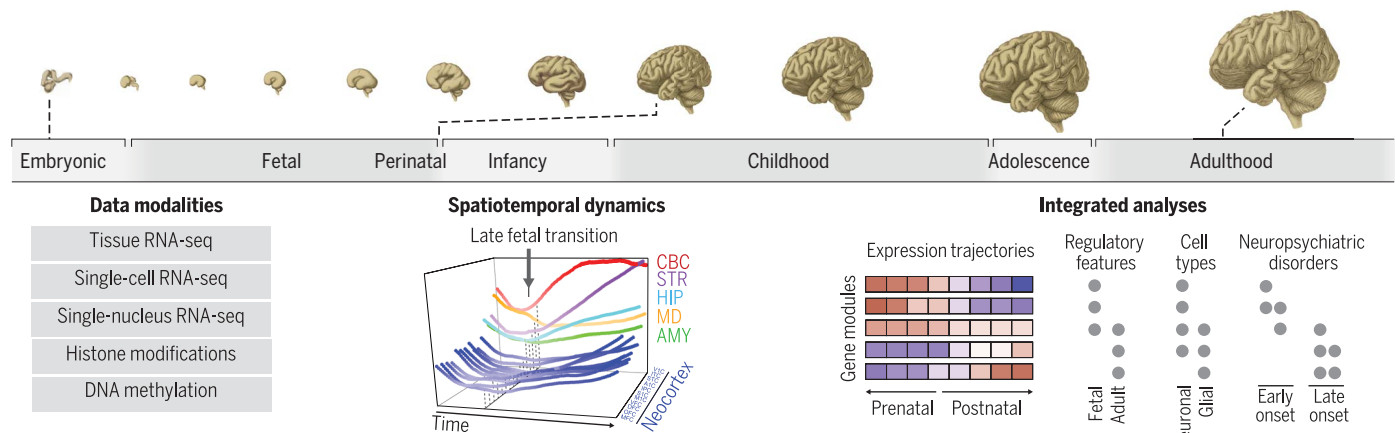 Embryonic
Fetal
Perinatal
Infancy
Childhood
Adolescence
Adulthood
Data modalities
Tissue RNA-seq
Single-cell RNA-seq
Single-nucleus RNA-seq
Histone modifications
DNA methylation
Spatiotemporal dynamics
Late fetal transition
CBC
STR
HIP
MD
AMY
Neocortex
Time
Integrated analyses
Expression trajectories
Gene modules
Prenatal
Postnatal
Regulatory
features
Fetal
Adult
Cell
types
euronal
Glial
Neuropsychiatric
disorders
Early
onset
Late
onset